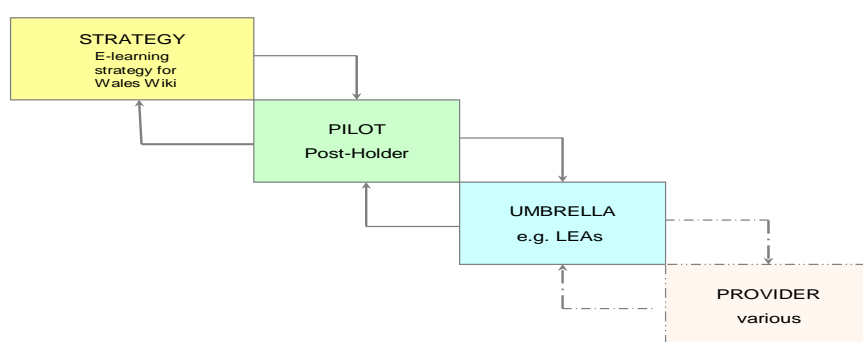 STRATEGY
E-learning
strategy for
Wales Wiki
PILOT
Post-Holder
UMBRELLA
e.g. LEAs
PROVIDER
various